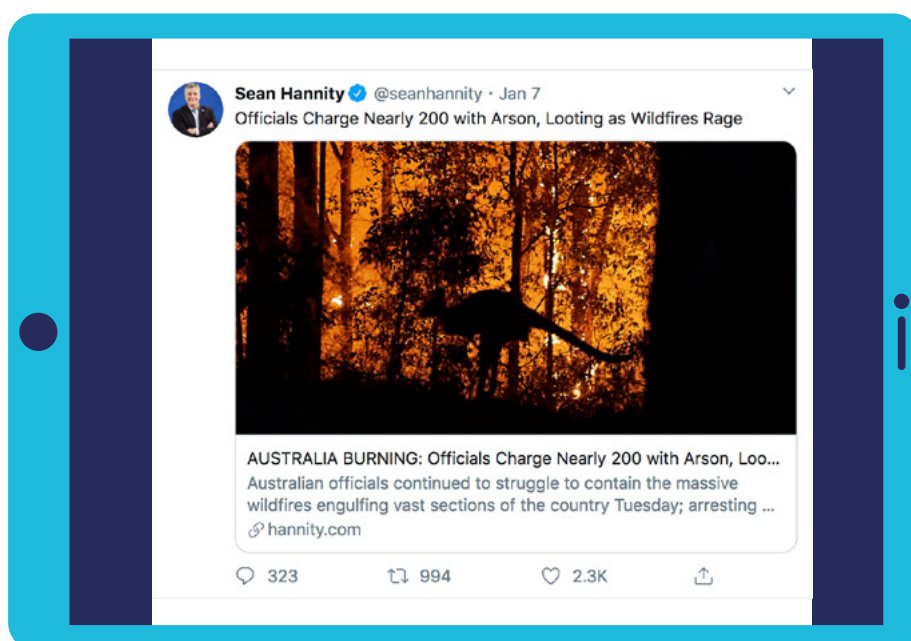 Sean Hannity @seanhannity · Jan 7
Officials Charge Nearly 200 with Arson, Looting as Wildfires Rage
AUSTRALIA BURNING: Officials Charge Nearly 200 with Arson, Loo...
Australian officials continued to struggle to contain the massive
wildfires engulfing vast sections of the country Tuesday; arresting ...
hannity.com
323 994 2.3K